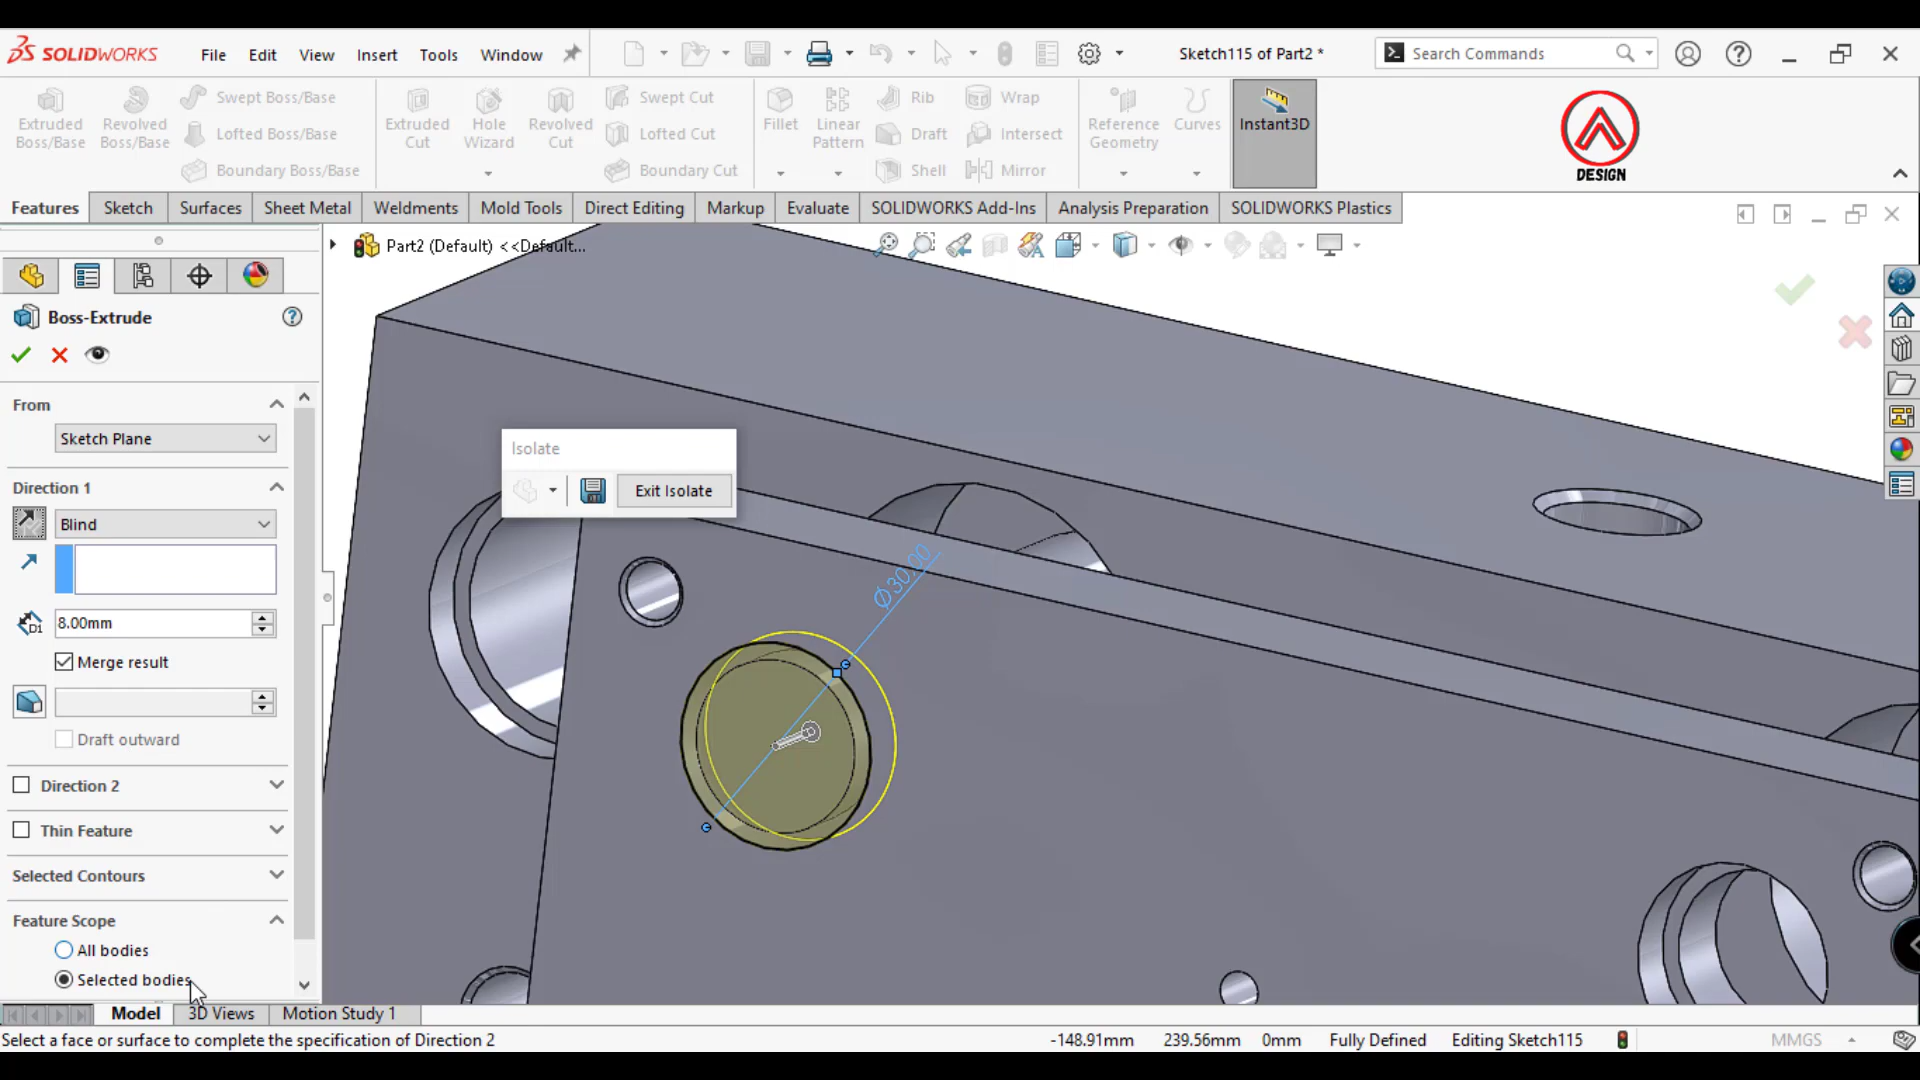 SOLIDWORKS
File
Edit
View
Insert
Tools
Window
Sketch115 of Part2 *
Search Commands
Extruded
Boss/Base
Revolved
Boss/Base
Swept Boss/Base
Lofted Boss/Base
Boundary Boss/Base
Extruded
Cut
Hole
Wizard
Revolved
Cut
Swept Cut
Lofted Cut
Boundary Cut
Fillet
Linear
Pattern
Rib
Draft
Shell
Wrap
Intersect
Mirror
Reference
Geometry
Curves
Instant3D
DESIGN
Features
Sketch
Surfaces
Sheet Metal
Weldments
Mold Tools
Direct Editing
Markup
Evaluate
SOLIDWORKS Add-Ins
Analysis Preparation
SOLIDWORKS Plastics
Part2 (Default) <<Default...
Boss-Extrude
From
Sketch Plane
Direction 1
Blind
D1
8.00mm
Merge result
Draft outward
Direction 2
Thin Feature
Selected Contours
Feature Scope
All bodies
Selected bodies
Isolate
Exit Isolate
Ø30.00
Model
3D Views
Motion Study 1
Select a face or surface to complete the specification of Direction 2
-148.91mm
239.56mm
0mm
Fully Defined
Editing Sketch115
MMGS